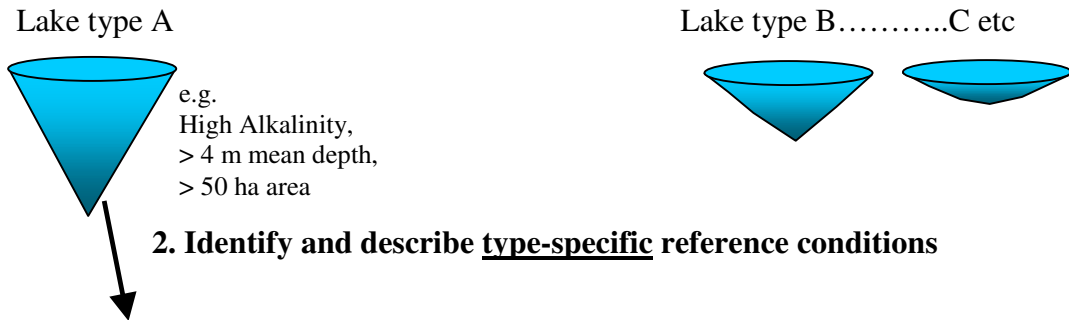 Lake type A
Lake type B………..C etc
e.g.
High Alkalinity,
> 4 m mean depth,
> 50 ha area
2. Identify and describe type-specific reference conditions